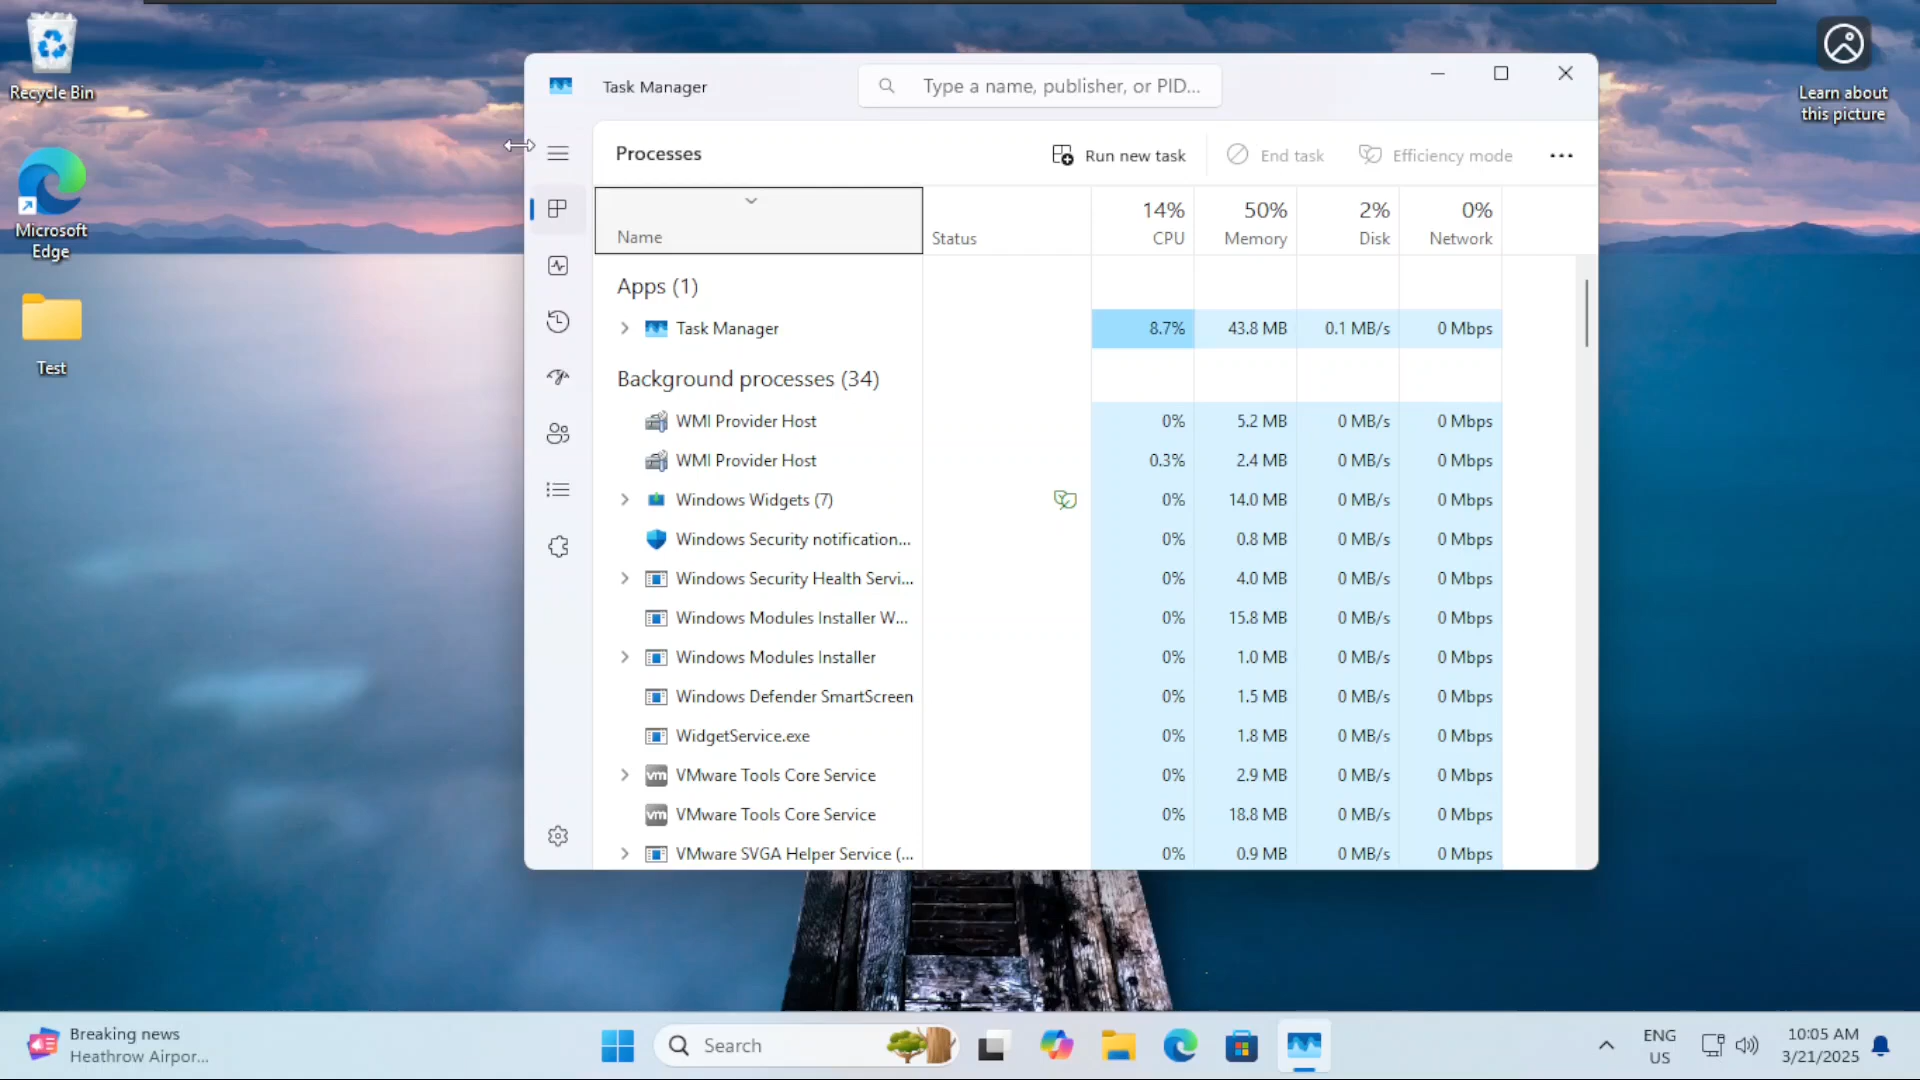 Recycle Bin
Microsoft
Edge
Test
Learn about
this picture
Task Manager
Type a name, publisher, or PID...
Processes
Run new task
End task
Efficiency mode
Name
Status
14%
CPU
50%
Memory
2%
Disk
0%
Network
Apps (1)
Task Manager 8.7% 43.8 MB 0.1 MB/s 0 Mbps
Background processes (34)
WMI Provider Host 0% 5.2 MB 0 MB/s 0 Mbps
WMI Provider Host 0.3% 2.4 MB 0 MB/s 0 Mbps
Windows Widgets (7) 0% 14.0 MB 0 MB/s 0 Mbps
Windows Security notification... 0% 0.8 MB 0 MB/s 0 Mbps
Windows Security Health Servi... 0% 4.0 MB 0 MB/s 0 Mbps
Windows Modules Installer W... 0% 15.8 MB 0 MB/s 0 Mbps
Windows Modules Installer 0% 1.0 MB 0 MB/s 0 Mbps
Windows Defender SmartScreen 0% 1.5 MB 0 MB/s 0 Mbps
WidgetService.exe 0% 1.8 MB 0 MB/s 0 Mbps
vm VMware Tools Core Service 0% 2.9 MB 0 MB/s 0 Mbps
vm VMware Tools Core Service 0% 18.8 MB 0 MB/s 0 Mbps
VMware SVGA Helper Service (... 0% 0.9 MB 0 MB/s 0 Mbps
Breaking news
Heathrow Airpor...
Search
ENG
US
10:05 AM
3/21/2025